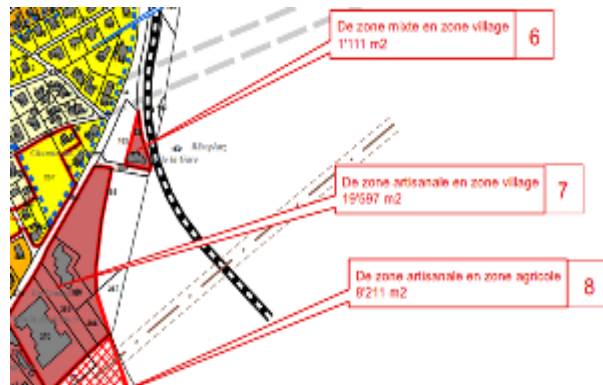 De zone mixte en zone village
1'111 m2
6
De zone artisanale en zone village
19'597 m2
7
De zone artisanale en zone agricole
8'211 m2
8